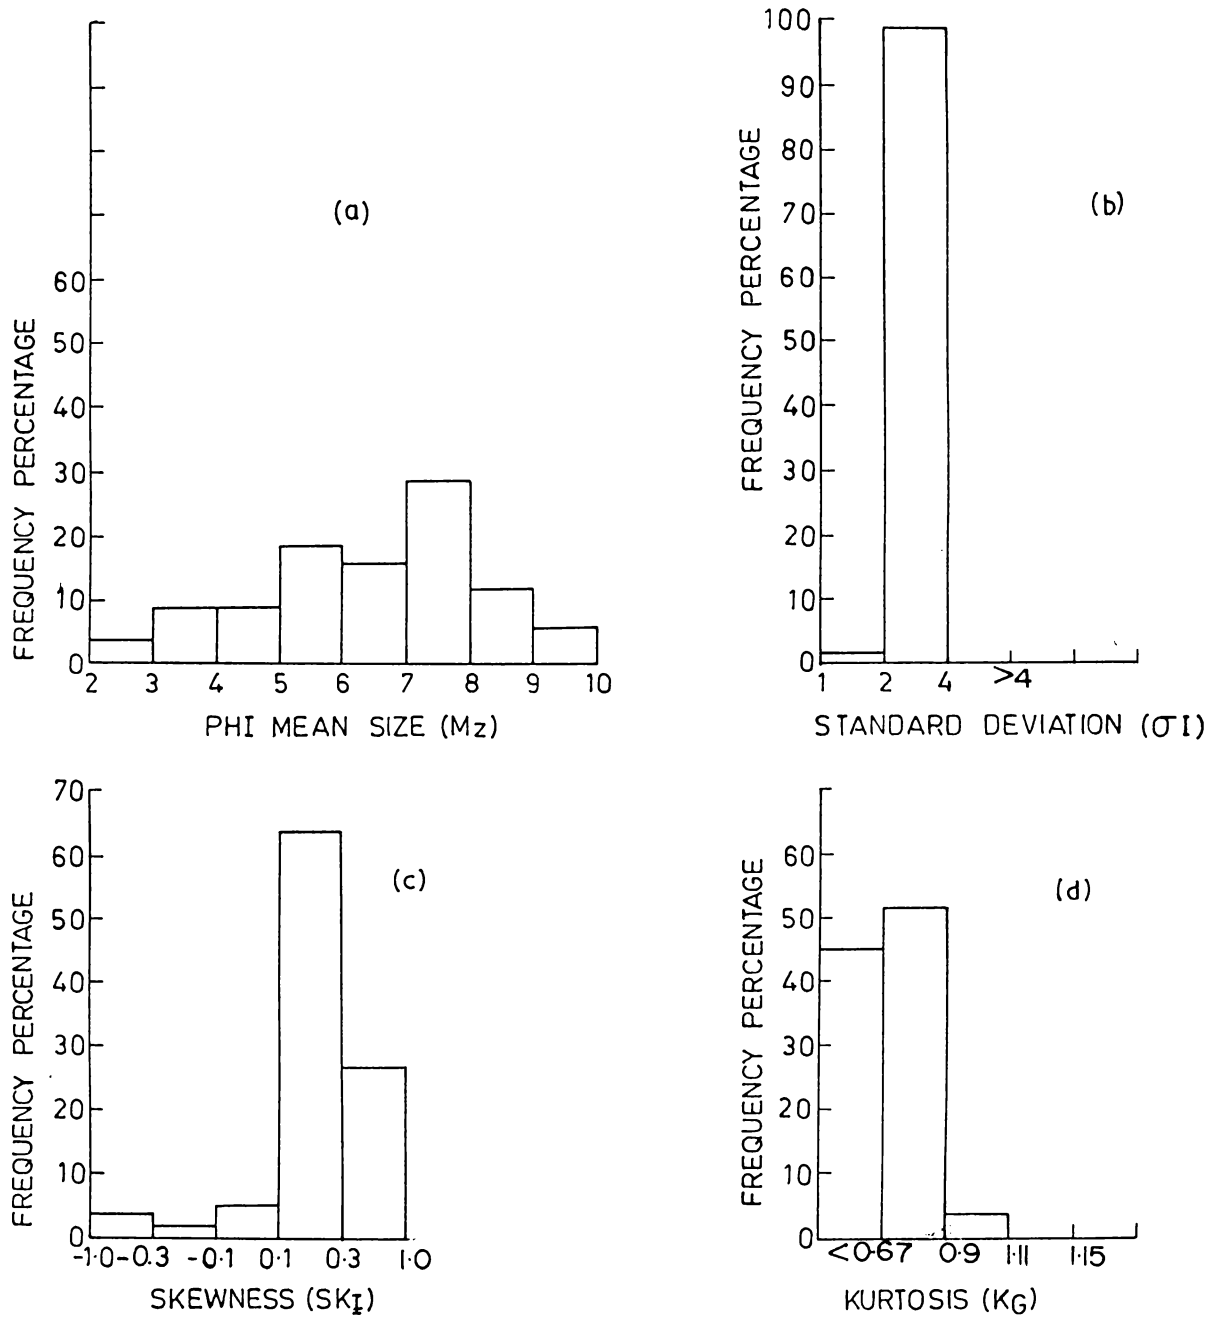 (a)
60
50
40
30
20
10
0
FREQUENCY PERCENTAGE
2 3 4 5 6 7 8 9 10
PHI MEAN SIZE (Mz)
(b)
100
90
80
70
60
50
40
30
20
10
0
FREQUENCY PERCENTAGE
1 2 4 >4
STANDARD DEVIATION (σI)
(c)
70
60
50
40
30
20
10
0
FREQUENCY PERCENTAGE
-1·0 -0·3 -0·1 0·1 0·3 1·0
SKEWNESS (SKI)
(d)
60
50
40
30
20
10
0
FREQUENCY PERCENTAGE
<0·67 0·9 1·11 1·15
KURTOSIS (KG)